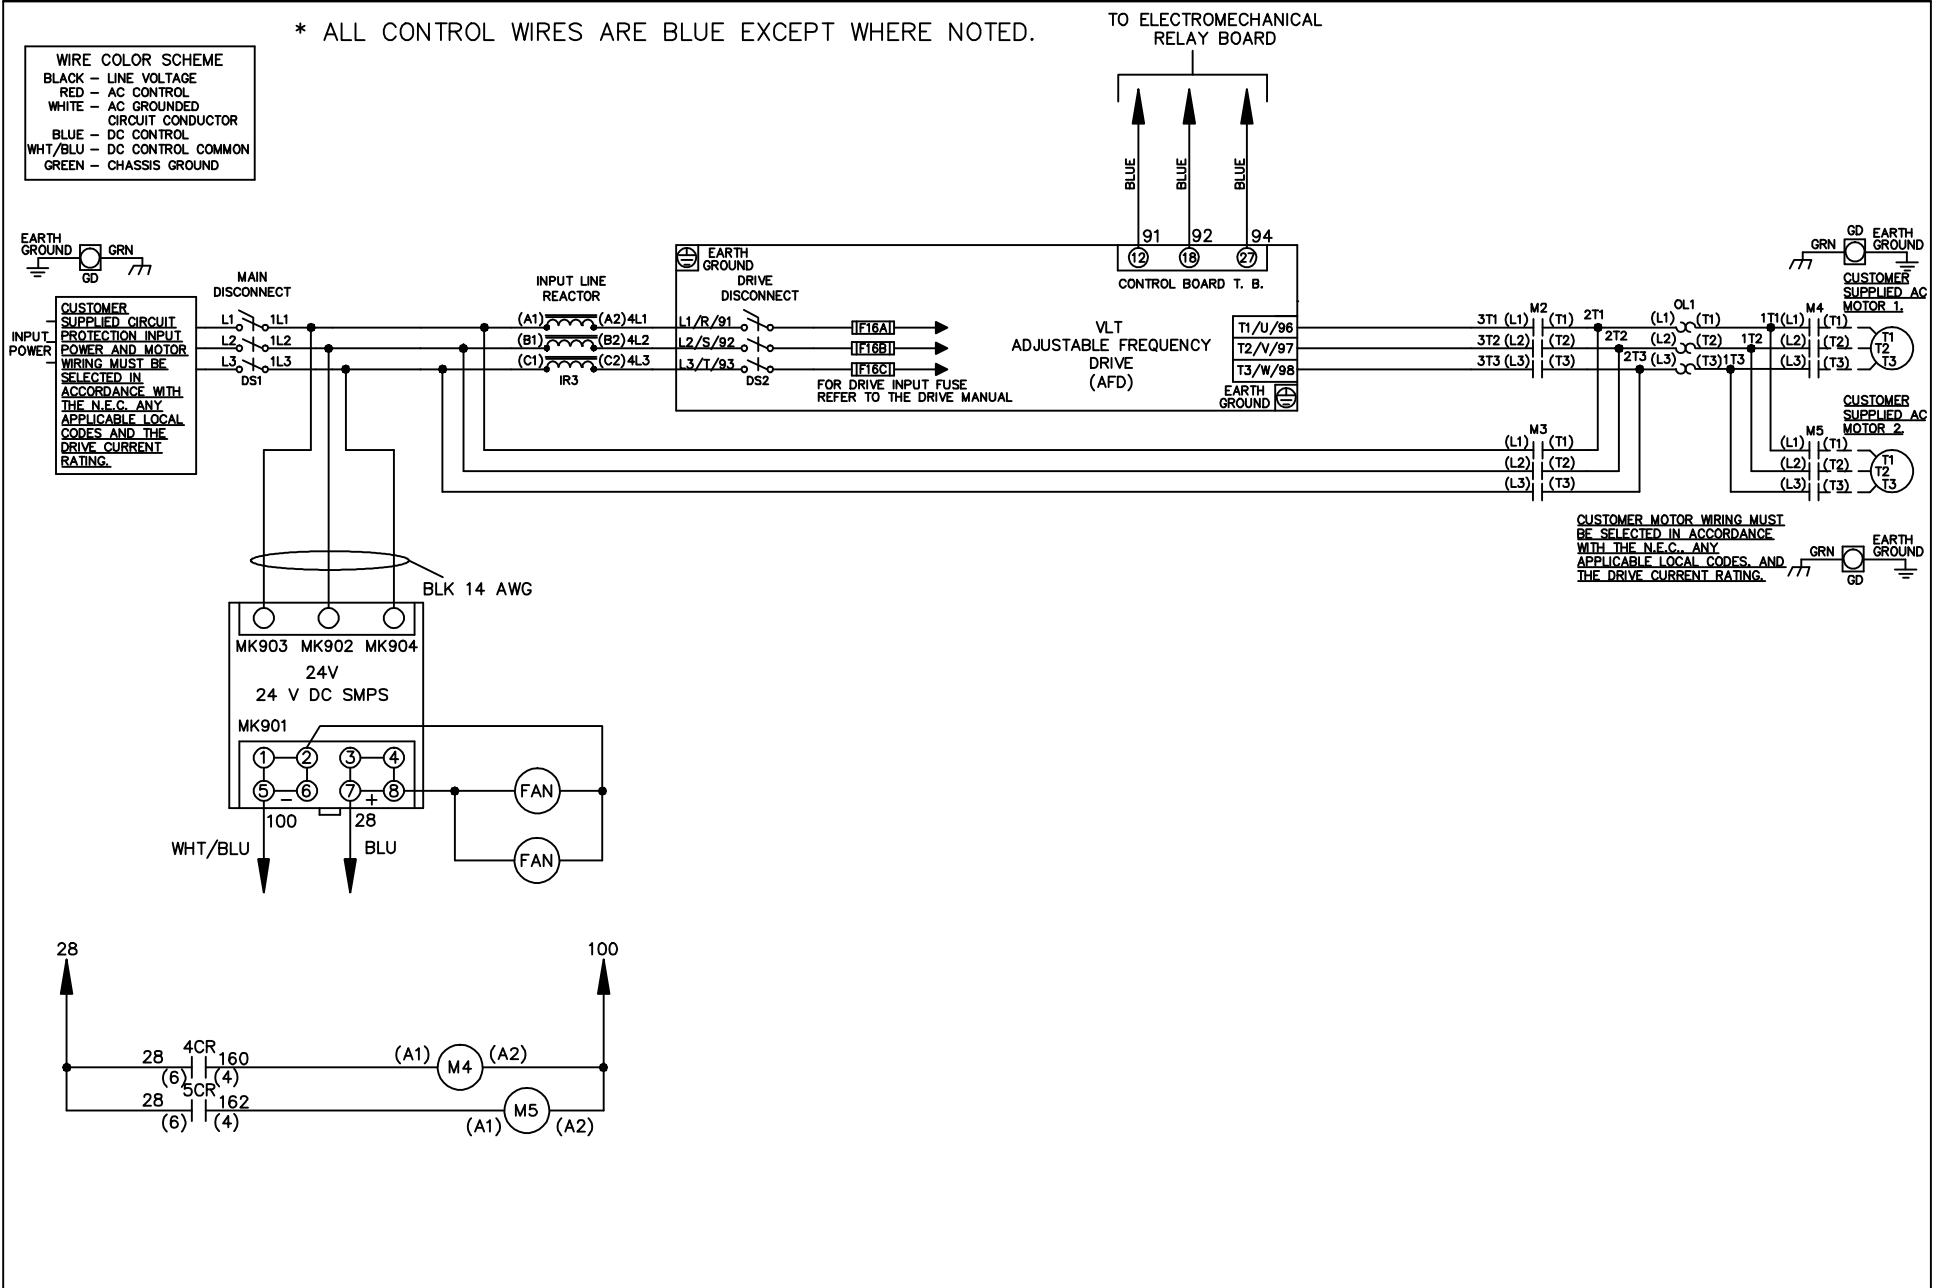 * ALL CONTROL WIRES ARE BLUE EXCEPT WHERE NOTED.
TO ELECTROMECHANICAL
RELAY BOARD
WIRE COLOR SCHEME
BLACK – LINE VOLTAGE
RED – AC CONTROL
WHITE – AC GROUNDED
CIRCUIT CONDUCTOR
BLUE – DC CONTROL
WHT/BLU – DC CONTROL COMMON
GREEN – CHASSIS GROUND
BLUE
BLUE
BLUE
91 92 94
12 18 27
CONTROL BOARD T. B.
EARTH
GROUND
GRN
GD
INPUT
POWER
CUSTOMER
SUPPLIED CIRCUIT
PROTECTION INPUT
POWER AND MOTOR
WIRING MUST BE
SELECTED IN
ACCORDANCE WITH
THE N.E.C. ANY
APPLICABLE LOCAL
CODES AND THE
DRIVE CURRENT
RATING.
MAIN
DISCONNECT
L1 1L1
L2 1L2
L3 1L3
DS1
INPUT LINE
REACTOR
(A1) (A2) 4L1
(B1) (B2) 4L2
(C1) (C2) 4L3
IR3
EARTH
GROUND
DRIVE
DISCONNECT
L1/R/91
L2/S/92
L3/T/93
DS2
F16A
F16B
F16C
FOR DRIVE INPUT FUSE
REFER TO THE DRIVE MANUAL
VLT
ADJUSTABLE FREQUENCY
DRIVE
(AFD)
T1/U/96
T2/V/97
T3/W/98
EARTH
GROUND
M2
3T1 (L1) (T1) 2T1
3T2 (L2) (T2) 2T2
3T3 (L3) (T3) 2T3
OL1
(L1) (T1) 1T1
(L2) (T2) 1T2
(L3) (T3) 1T3
M4
(L1) (T1)
(L2) (T2)
(L3) (T3)
T1
T2
T3
GRN
GD
EARTH
GROUND
CUSTOMER
SUPPLIED AC
MOTOR 1.
M3
(L1) (T1)
(L2) (T2)
(L3) (T3)
CUSTOMER
SUPPLIED AC
MOTOR 2.
M5
(L1) (T1)
(L2) (T2)
(L3) (T3)
T1
T2
T3
CUSTOMER MOTOR WIRING MUST
BE SELECTED IN ACCORDANCE
WITH THE N.E.C., ANY
APPLICABLE LOCAL CODES, AND
THE DRIVE CURRENT RATING.
GRN
GD
EARTH
GROUND
BLK 14 AWG
MK903 MK902 MK904
24V
24 V DC SMPS
MK901
1 2 3 4
5 – 6 7 + 8
100 28
WHT/BLU BLU
FAN
FAN
28 100
28 4CR 160 (A1) M4 (A2)
(6) (4)
28 5CR 162 M5
(6) (4) (A1) (A2)